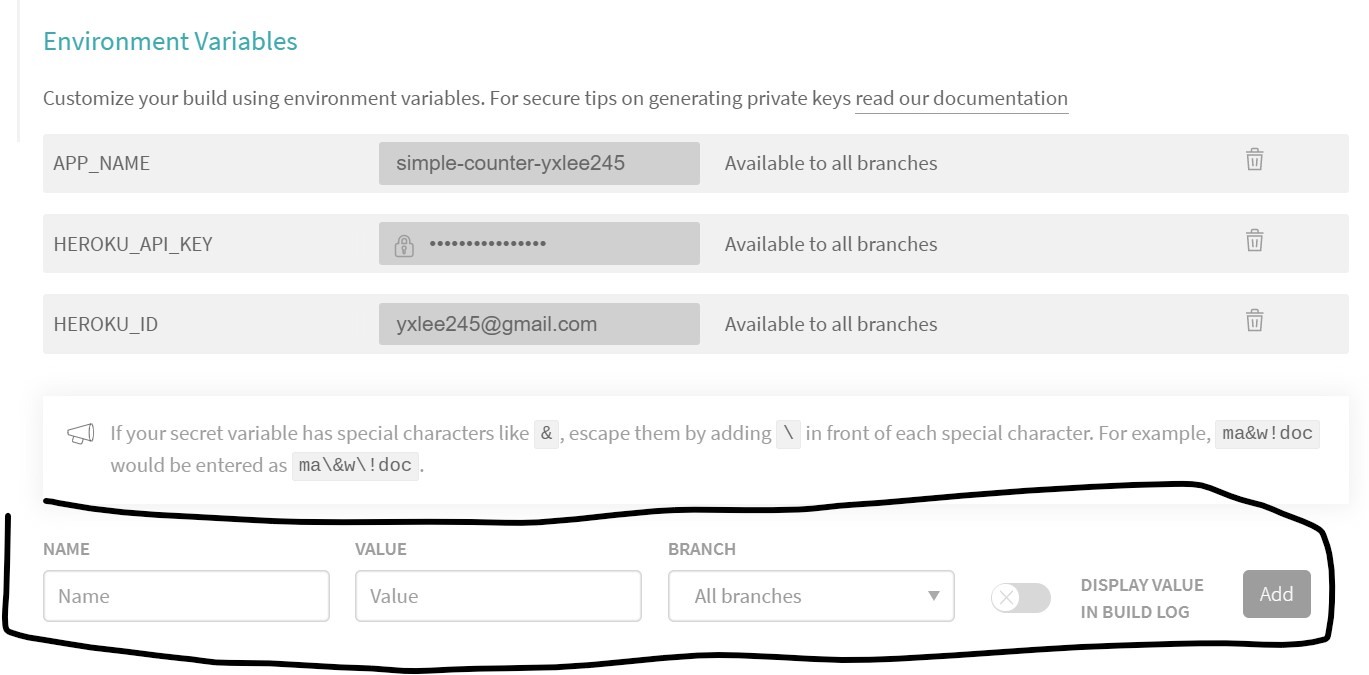 Environment Variables
Customize your build using environment variables. For secure tips on generating private keys read our documentation
APP_NAME simple-counter-yxlee245 Available to all branches
HEROKU_API_KEY •••••••••••••••• Available to all branches
HEROKU_ID yxlee245@gmail.com Available to all branches
If your secret variable has special characters like & , escape them by adding \ in front of each special character. For example, ma&w!doc
would be entered as ma\&w\!doc .
NAME VALUE BRANCH
Name Value All branches DISPLAY VALUE Add
IN BUILD LOG